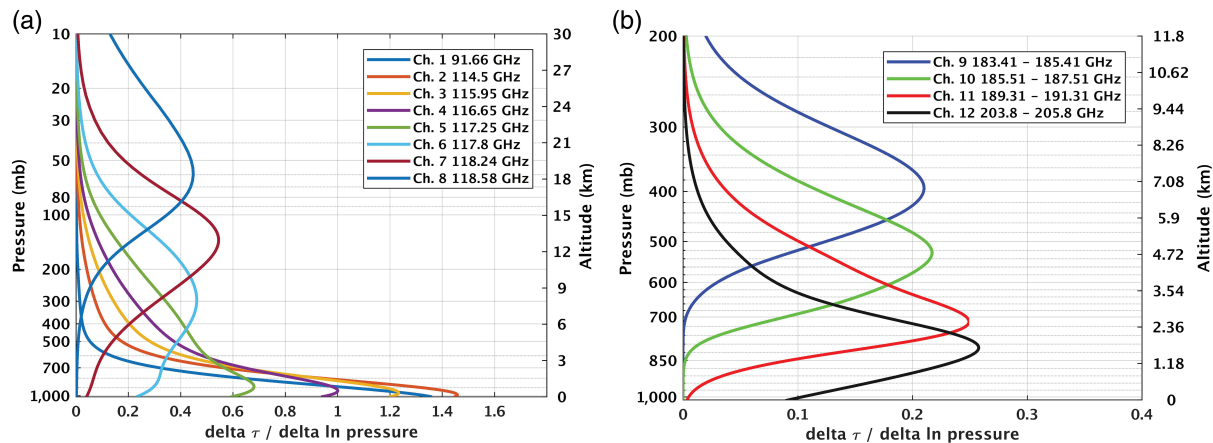 (a)
10
20
30
50
80
100
200
300
400
500
700
1,000
Pressure (mb)
0
0.2
0.4
0.6
0.8
1
1.2
1.4
1.6
delta τ / delta ln pressure
30
27
24
21
18
15
12
9
6
3
0
Altitude (km)
Ch. 1 91.66 GHz
Ch. 2 114.5 GHz
Ch. 3 115.95 GHz
Ch. 4 116.65 GHz
Ch. 5 117.25 GHz
Ch. 6 117.8 GHz
Ch. 7 118.24 GHz
Ch. 8 118.58 GHz
(b)
200
300
400
500
600
700
850
1,000
Pressure (mb)
0
0.1
0.2
0.3
0.4
delta τ / delta ln pressure
11.8
10.62
9.44
8.26
7.08
5.9
4.72
3.54
2.36
1.18
0
Altitude (km)
Ch. 9 183.41 – 185.41 GHz
Ch. 10 185.51 – 187.51 GHz
Ch. 11 189.31 – 191.31 GHz
Ch. 12 203.8 – 205.8 GHz